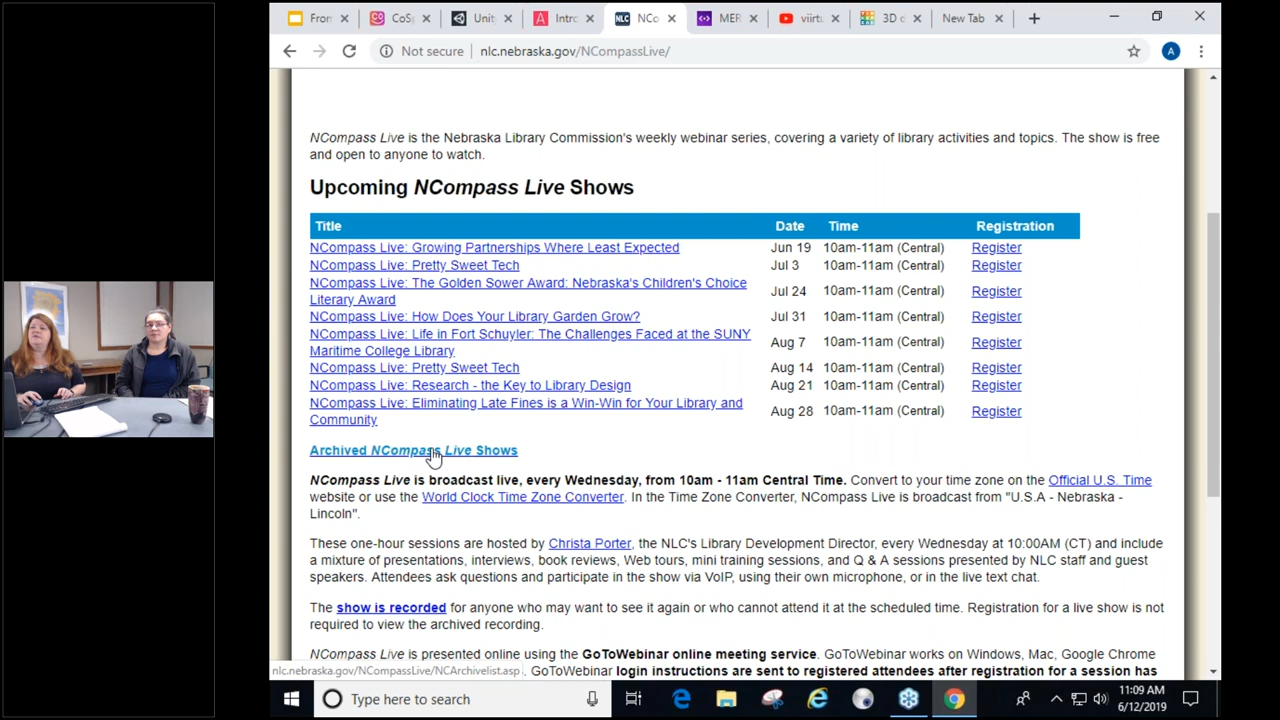 From
CoSp
Unit
Intro
NCo
MER
viirtu
3D d
New Tab
Not secure | nlc.nebraska.gov/NCompassLive/
A
NCompass Live is the Nebraska Library Commission's weekly webinar series, covering a variety of library activities and topics. The show is free
and open to anyone to watch.
Upcoming NCompass Live Shows
Title Date Time Registration
NCompass Live: Growing Partnerships Where Least Expected Jun 19 10am-11am (Central) Register
NCompass Live: Pretty Sweet Tech Jul 3 10am-11am (Central) Register
NCompass Live: The Golden Sower Award: Nebraska's Children's Choice
Literary Award Jul 24 10am-11am (Central) Register
NCompass Live: How Does Your Library Garden Grow? Jul 31 10am-11am (Central) Register
NCompass Live: Life in Fort Schuyler: The Challenges Faced at the SUNY
Maritime College Library Aug 7 10am-11am (Central) Register
NCompass Live: Pretty Sweet Tech Aug 14 10am-11am (Central) Register
NCompass Live: Research - the Key to Library Design Aug 21 10am-11am (Central) Register
NCompass Live: Eliminating Late Fines is a Win-Win for Your Library and
Community Aug 28 10am-11am (Central) Register
Archived NCompass Live Shows
NCompass Live is broadcast live, every Wednesday, from 10am - 11am Central Time. Convert to your time zone on the Official U.S. Time
website or use the World Clock Time Zone Converter. In the Time Zone Converter, NCompass Live is broadcast from "U.S.A - Nebraska -
Lincoln".
These one-hour sessions are hosted by Christa Porter, the NLC's Library Development Director, every Wednesday at 10:00AM (CT) and include
a mixture of presentations, interviews, book reviews, Web tours, mini training sessions, and Q & A sessions presented by NLC staff and guest
speakers. Attendees ask questions and participate in the show via VoIP, using their own microphone, or in the live text chat.
The show is recorded for anyone who may want to see it again or who cannot attend it at the scheduled time. Registration for a live show is not
required to view the archived recording.
NCompass Live is presented online using the GoToWebinar online meeting service. GoToWebinar works on Windows, Mac, Google Chrome
nlc.nebraska.gov/NCompassLive/NCArchivelist.asp . GoToWebinar login instructions are sent to registered attendees after registration for a session has
Type here to search
11:09 AM
6/12/2019